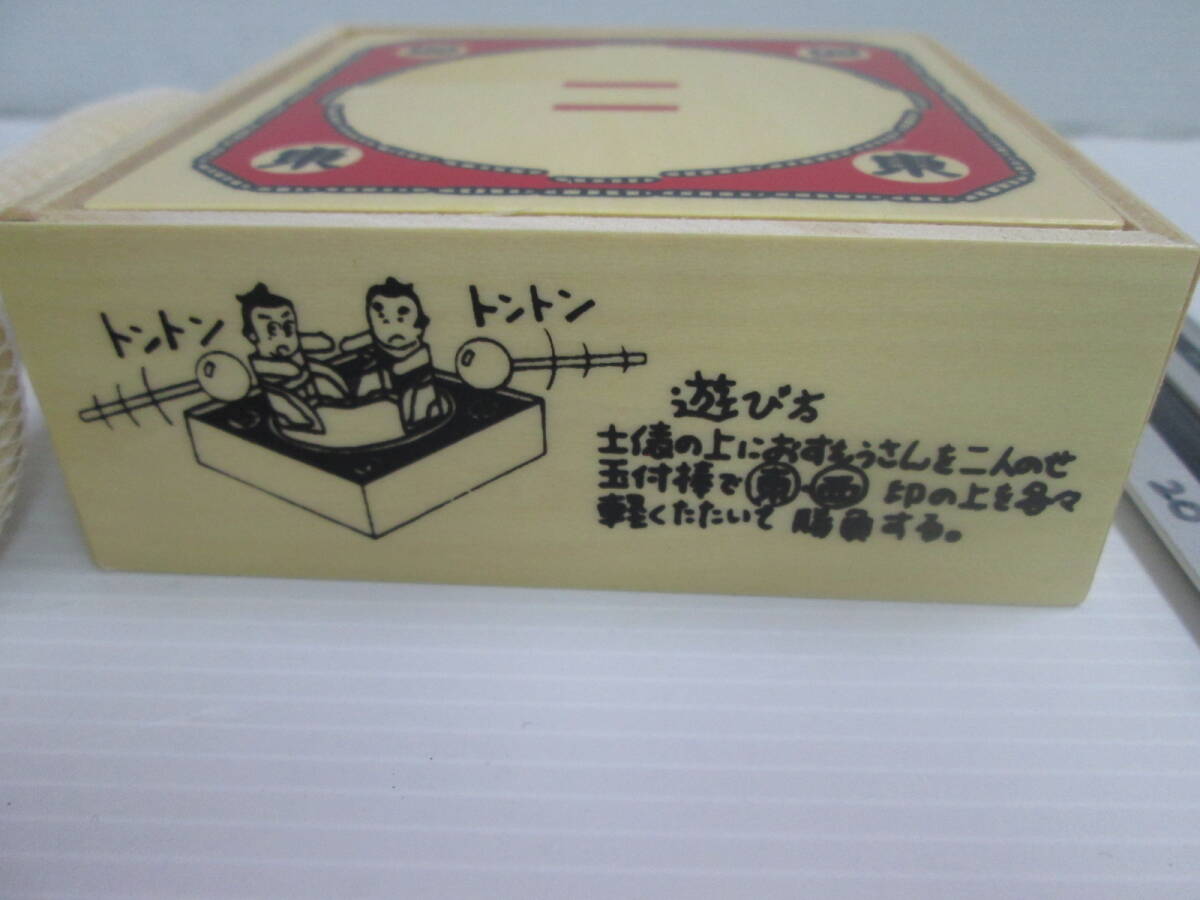 東 東
トントン
トントン
遊び方
土俵の上におすもうさんを二人のせ
玉付棒で東・西 印の上を各々
軽くたたいて勝負する。
20